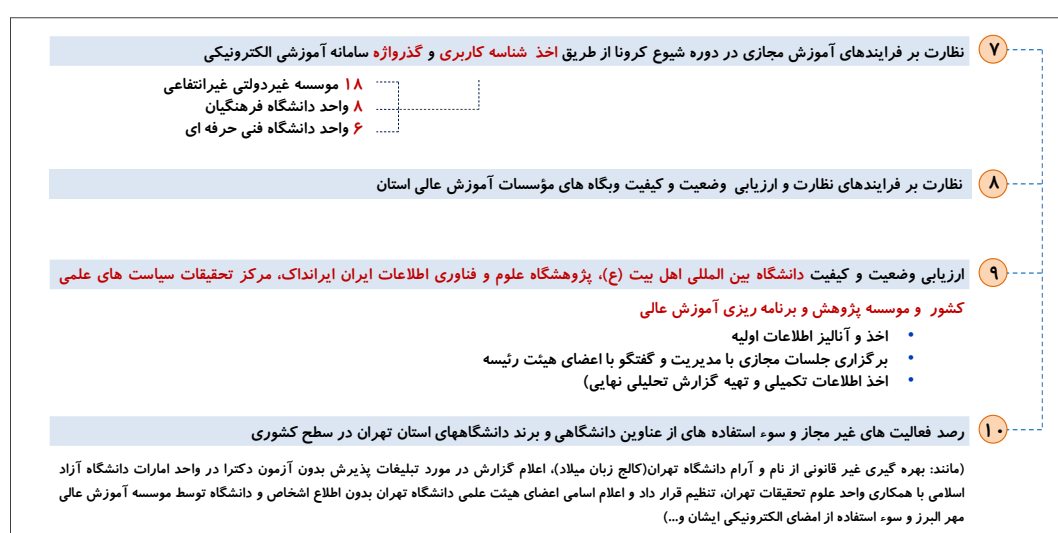 ۷
نظارت بر فرایندهای آموزش مجازی در دوره شیوع کرونا از طریق اخذ شناسه کاربری و گذرواژه سامانه آموزشی الکترونیکی
۱۸ موسسه غیردولتی غیرانتفاعی
۸ واحد دانشگاه فرهنگیان
۶ واحد دانشگاه فنی حرفه ای
۸
نظارت بر فرایندهای نظارت و ارزیابی وضعیت و کیفیت وبگاه های مؤسسات آموزش عالی استان
۹
ارزیابی وضعیت و کیفیت دانشگاه بین المللی اهل بیت (ع)، پژوهشگاه علوم و فناوری اطلاعات ایران ایرانداک، مرکز تحقیقات سیاست های علمی
کشور و موسسه پژوهش و برنامه ریزی آموزش عالی
• اخذ و آنالیز اطلاعات اولیه
• برگزاری جلسات مجازی با مدیریت و گفتگو با اعضای هیئت رئیسه
• اخذ اطلاعات تکمیلی و تهیه گزارش تحلیلی نهایی)
۱۰
رصد فعالیت های غیر مجاز و سوء استفاده های از عناوین دانشگاهی و برند دانشگاههای استان تهران در سطح کشوری
(مانند: بهره گیری غیر قانونی از نام و آرام دانشگاه تهران(کالج زبان میلاد)، اعلام گزارش در مورد تبلیغات پذیرش بدون آزمون دکترا در واحد امارات دانشگاه آزاد
اسلامی با همکاری واحد علوم تحقیقات تهران، تنظیم قرار داد و اعلام اسامی اعضای هیئت علمی دانشگاه تهران بدون اطلاع اشخاص و دانشگاه توسط موسسه آموزش عالی
مهر البرز و سوء استفاده از امضای الکترونیکی ایشان و...)